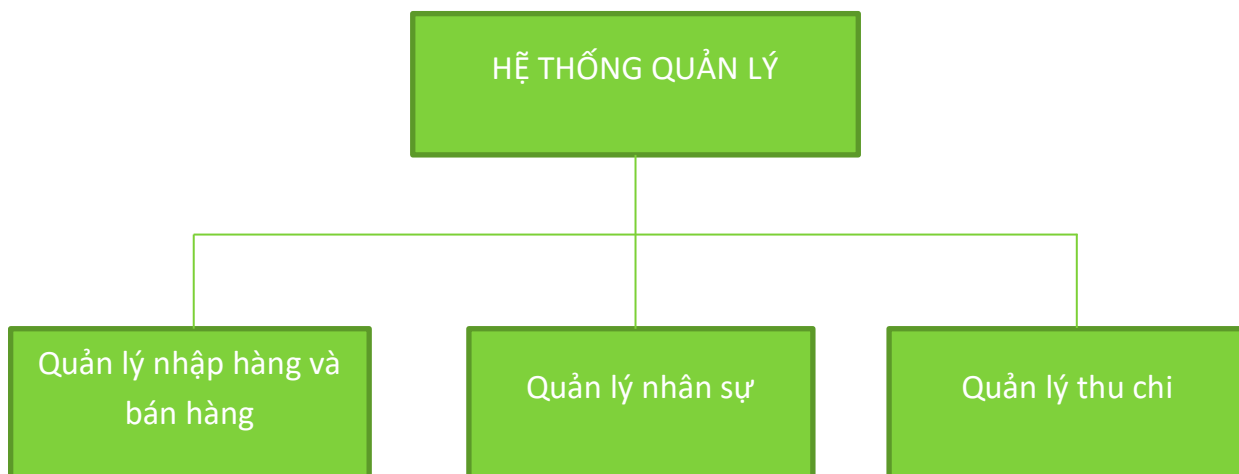 HỆ THỐNG QUẢN LÝ
Quản lý nhập hàng và
bán hàng
Quản lý nhân sự
Quản lý thu chi